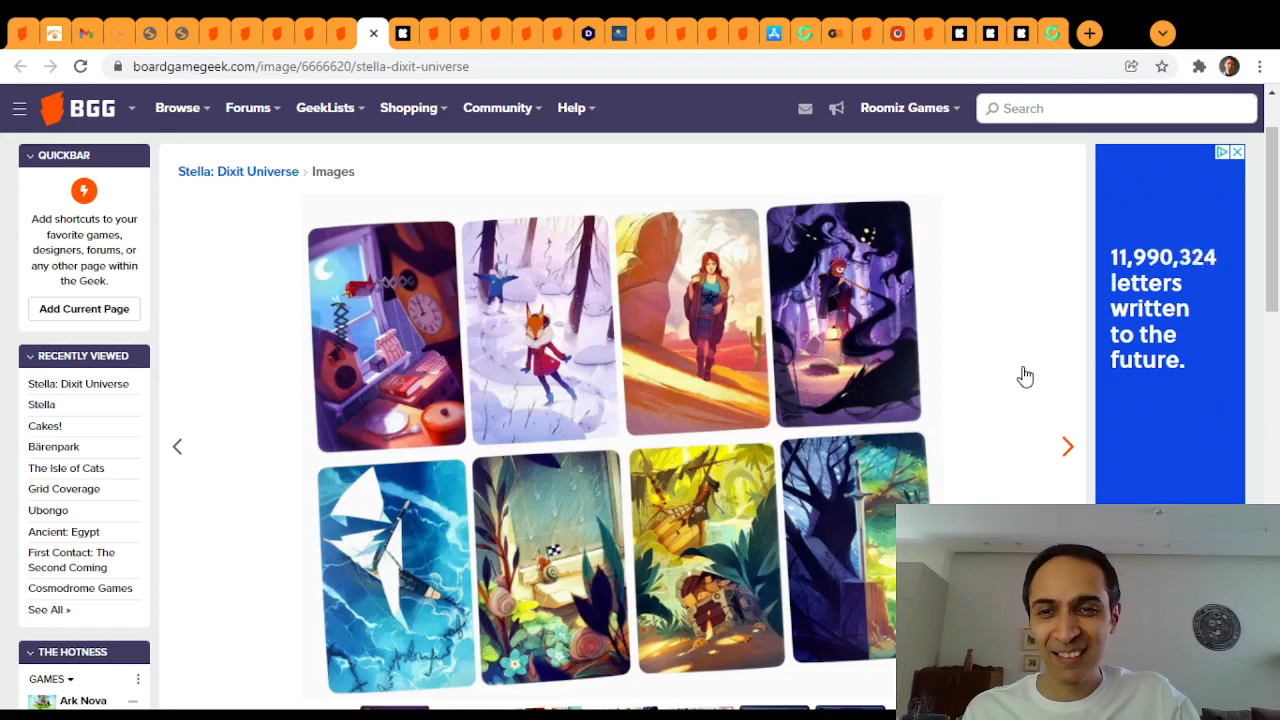 boardgamegeek.com/image/6666620/stella-dixit-universe
BGG
Browse
Forums
GeekLists
Shopping
Community
Help
Roomiz Games
Search
QUICKBAR
Add shortcuts to your
favorite games,
designers, forums, or
any other page within
the Geek.
Add Current Page
RECENTLY VIEWED
Stella: Dixit Universe
Stella
Cakes!
Bärenpark
The Isle of Cats
Grid Coverage
Ubongo
Ancient: Egypt
First Contact: The
Second Coming
Cosmodrome Games
See All »
THE HOTNESS
GAMES
Ark Nova
Stella: Dixit Universe › Images
11,990,324
letters
written
to the
future.